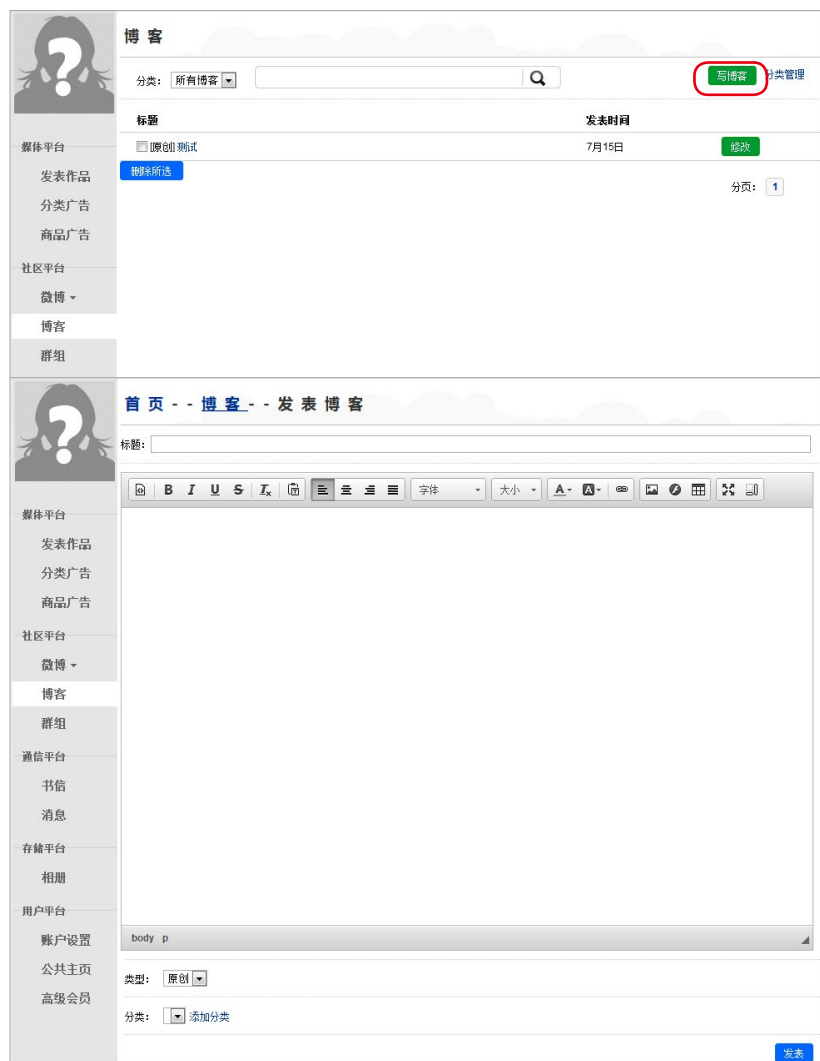 博客
分类: 所有博客 写博客 分类管理
标题 发表时间
[原创] 测试 7月15日 修改
删除所选
分页: 1
媒体平台
发表作品
分类广告
商品广告
社区平台
微博
博客
群组
首页 - - 博客 - - 发表博客
标题:
B I U S Ix 字体 大小 A A
媒体平台
发表作品
分类广告
商品广告
社区平台
微博
博客
群组
通信平台
书信
消息
存储平台
相册
用户平台
账户设置
公共主页
高级会员
body p
类型: 原创
分类: 添加分类
发表